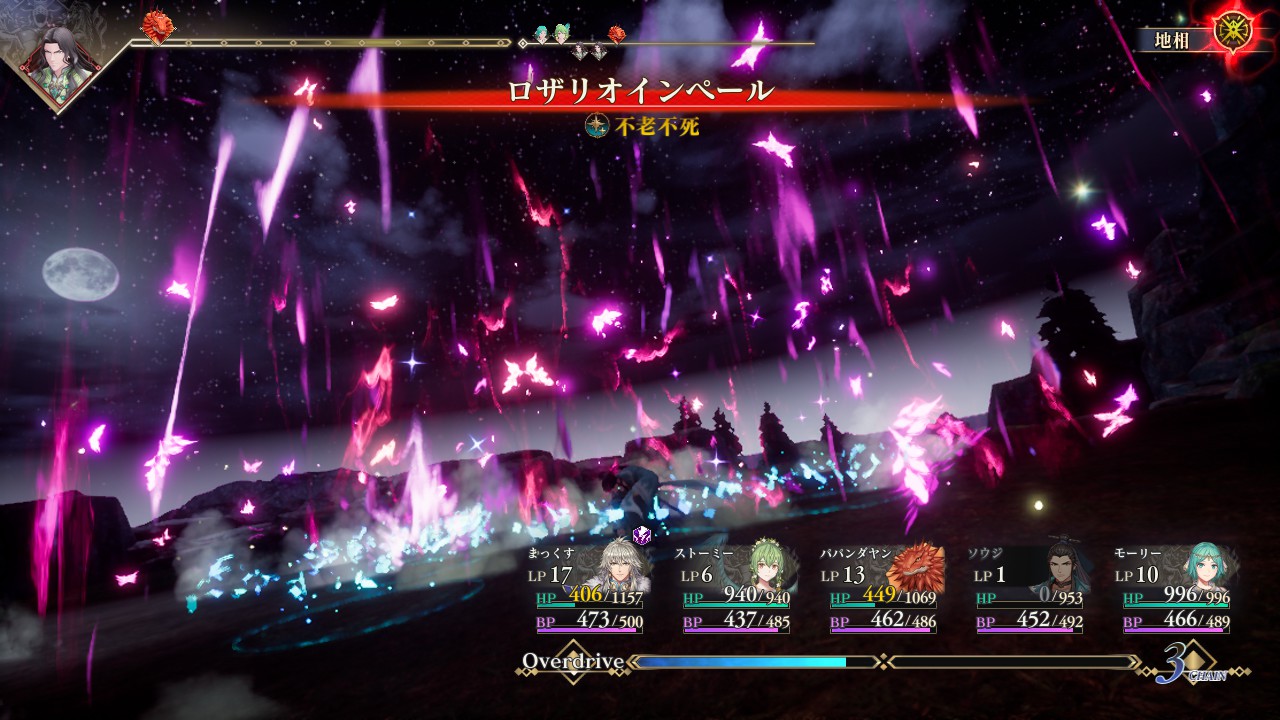 地相
ロザリオインペール
不老不死
まっくす
LP 17
HP 406/1157
BP 473/500
ストーミー
LP 6
HP 940/940
BP 437/485
パパンダヤン
LP 13
HP 449/1069
BP 462/486
ソウジ
LP 1
HP 0/953
BP 452/492
モーリー
LP 10
HP 996/996
BP 466/489
Overdrive
3 CHAIN